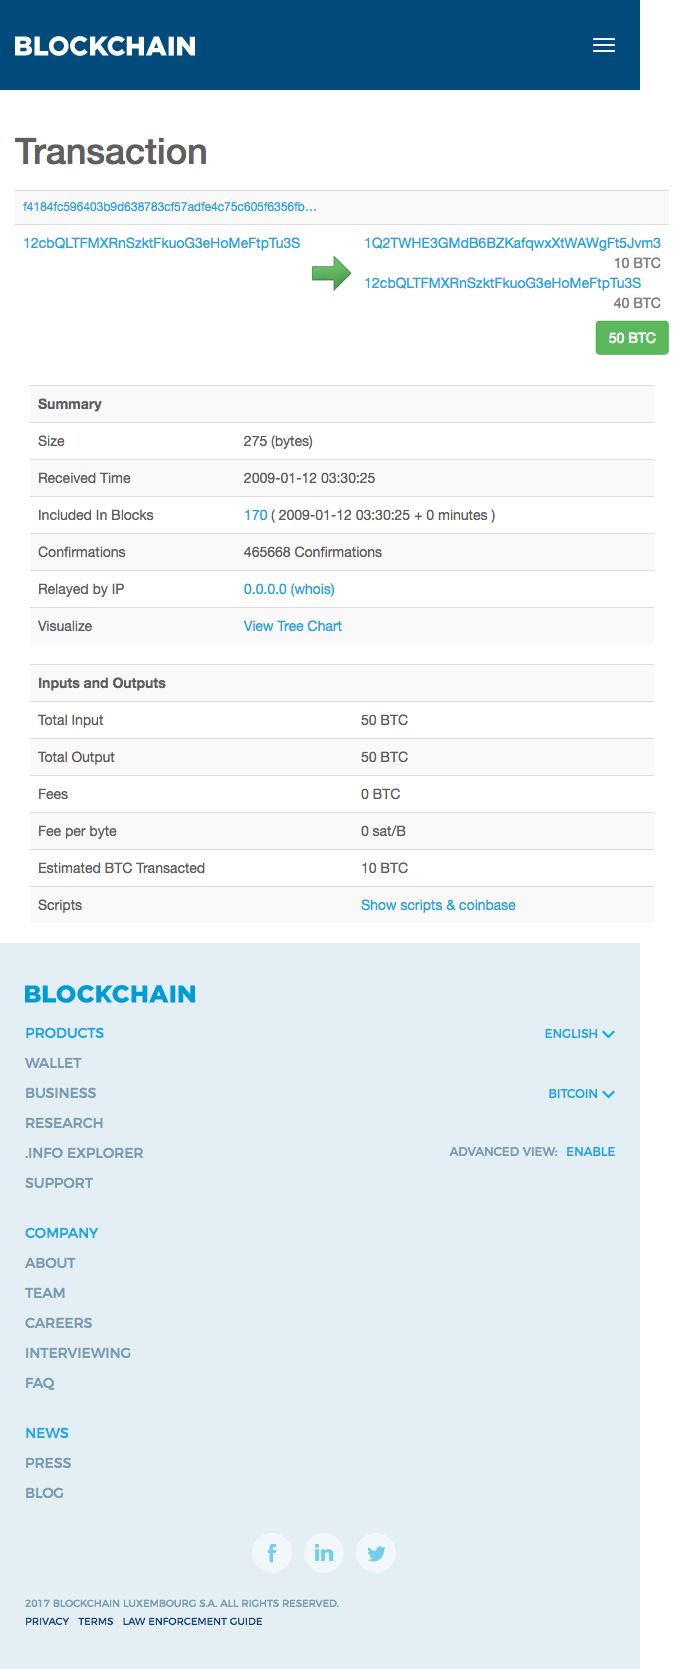 BLOCKCHAIN
Transaction
f4184fc596403b9d638783cf57adfe4c75c605f6356fb...
12cbQLTFMXRnSzktFkuoG3eHoMeFtpTu3S
1Q2TWHE3GMdB6BZKafqwxXtWAWgFt5Jvm3
10 BTC
12cbQLTFMXRnSzktFkuoG3eHoMeFtpTu3S
40 BTC
50 BTC
Summary
Size 275 (bytes)
Received Time 2009-01-12 03:30:25
Included In Blocks 170 ( 2009-01-12 03:30:25 + 0 minutes )
Confirmations 465668 Confirmations
Relayed by IP 0.0.0.0 (whois)
Visualize View Tree Chart
Inputs and Outputs
Total Input 50 BTC
Total Output 50 BTC
Fees 0 BTC
Fee per byte 0 sat/B
Estimated BTC Transacted 10 BTC
Scripts Show scripts & coinbase
BLOCKCHAIN
PRODUCTS ENGLISH
WALLET
BUSINESS BITCOIN
RESEARCH
.INFO EXPLORER ADVANCED VIEW: ENABLE
SUPPORT
COMPANY
ABOUT
TEAM
CAREERS
INTERVIEWING
FAQ
NEWS
PRESS
BLOG
2017 BLOCKCHAIN LUXEMBOURG S.A. ALL RIGHTS RESERVED.
PRIVACY TERMS LAW ENFORCEMENT GUIDE